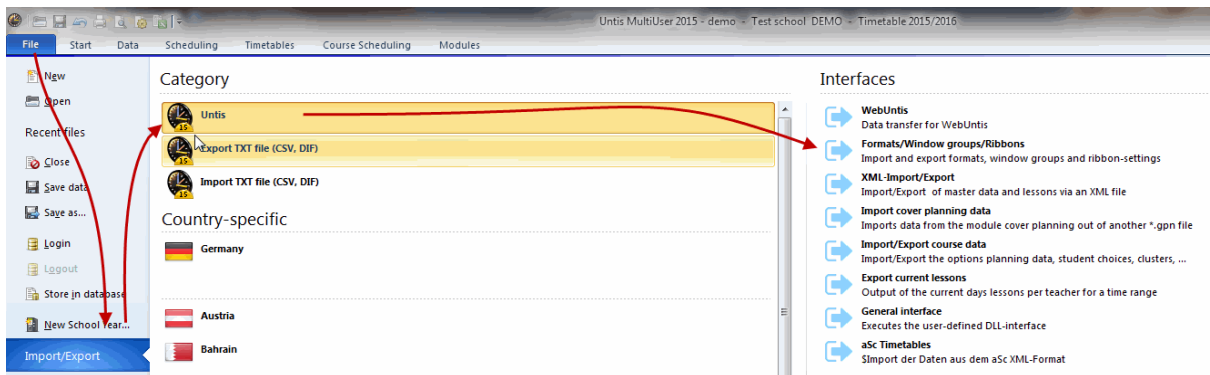 Untis MultiUser 2015 - demo - Test school DEMO - Timetable 2015/2016
File Start Data Scheduling Timetables Course Scheduling Modules
New
Open
Recent files
Close
Save data
Save as...
Login
Logout
Store in database
New School Year...
Import/Export
Category
Untis
Export TXT file (CSV, DIF)
Import TXT file (CSV, DIF)
Country-specific
Germany
Austria
Bahrain
Interfaces
WebUntis
Data transfer for WebUntis
Formats/Window groups/Ribbons
Import and export formats, window groups and ribbon-settings
XML-Import/Export
Import/Export of master data and lessons via an XML file
Import cover planning data
Imports data from the module cover planning out of another *.gpn file
Import/Export course data
Import/Export the options planning data, student choices, clusters, ...
Export current lessons
Output of the current days lessons per teacher for a time range
General interface
Executes the user-defined DLL-interface
aSc Timetables
$Import der Daten aus dem aSc XML-Format